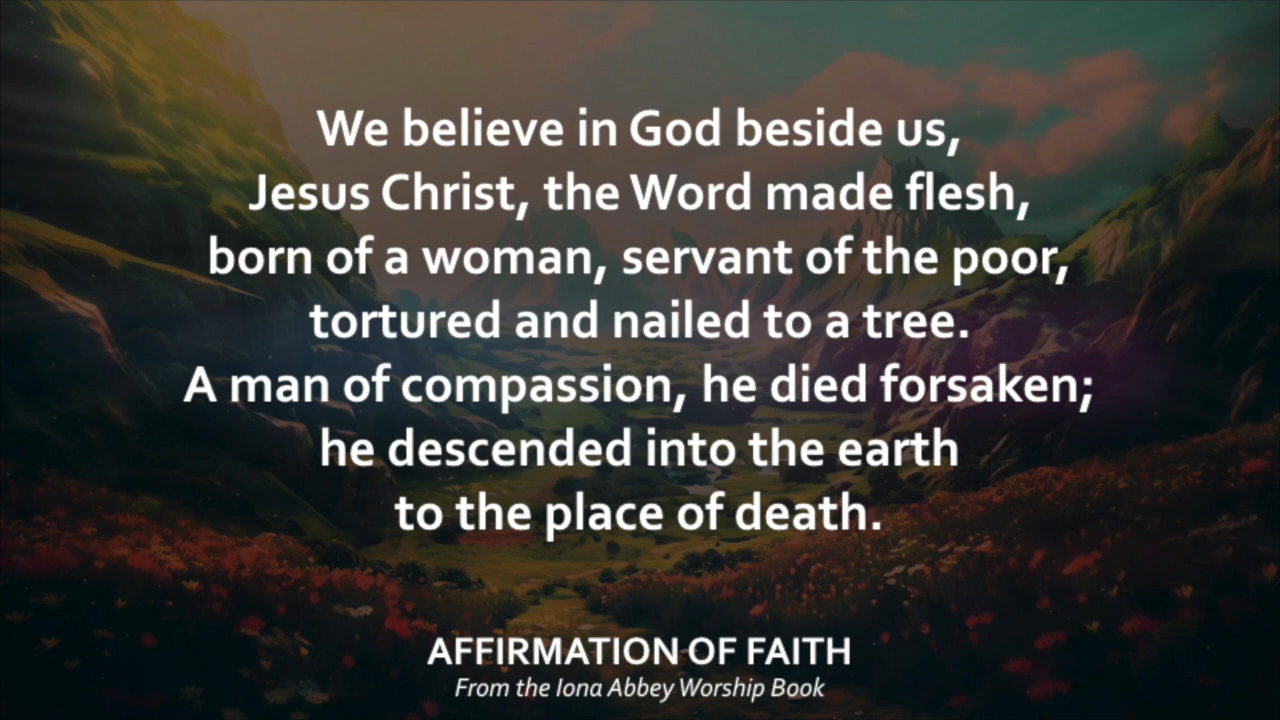 We believe in God beside us,
Jesus Christ, the Word made flesh,
born of a woman, servant of the poor,
tortured and nailed to a tree.
A man of compassion, he died forsaken;
he descended into the earth
to the place of death.
AFFIRMATION OF FAITH
From the Iona Abbey Worship Book